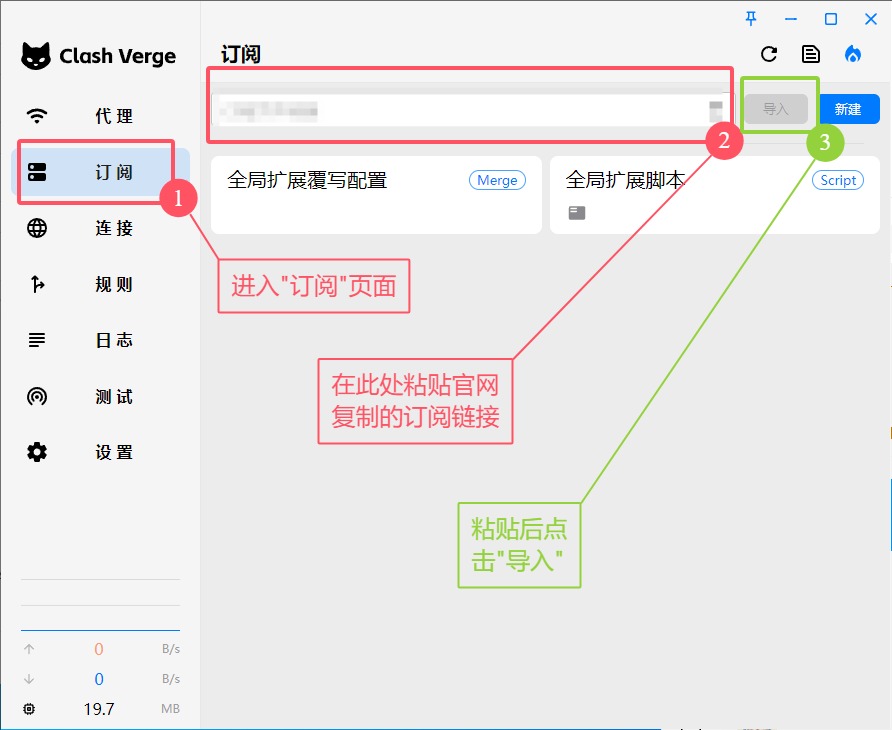 Clash Verge
订阅
代理
导入
新建
2
3
订阅
1
全局扩展覆写配置
Merge
全局扩展脚本
Script
连接
进入"订阅"页面
规则
日志
在此处粘贴官网
复制的订阅链接
测试
设置
粘贴后点
击"导入"
0 B/s
0 B/s
19.7 MB